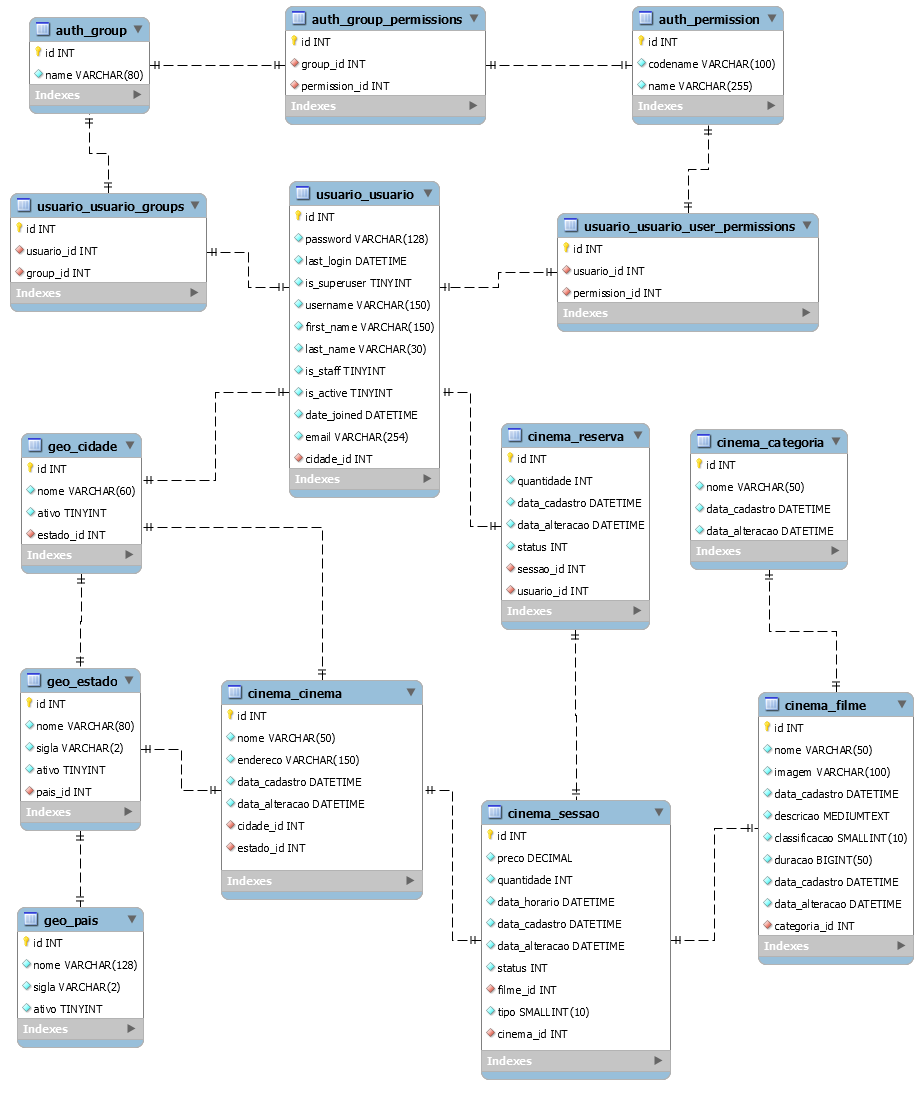 auth_group
id INT
name VARCHAR(80)
Indexes
auth_group_permissions
id INT
group_id INT
permission_id INT
Indexes
auth_permission
id INT
codename VARCHAR(100)
name VARCHAR(255)
Indexes
usuario_usuario_groups
id INT
usuario_id INT
group_id INT
Indexes
usuario_usuario
id INT
password VARCHAR(128)
last_login DATETIME
is_superuser TINYINT
username VARCHAR(150)
first_name VARCHAR(150)
last_name VARCHAR(30)
is_staff TINYINT
is_active TINYINT
date_joined DATETIME
email VARCHAR(254)
cidade_id INT
Indexes
usuario_usuario_user_permissions
id INT
usuario_id INT
permission_id INT
Indexes
geo_cidade
id INT
nome VARCHAR(60)
ativo TINYINT
estado_id INT
Indexes
cinema_reserva
id INT
quantidade INT
data_cadastro DATETIME
data_alteracao DATETIME
status INT
sessao_id INT
usuario_id INT
Indexes
cinema_categoria
id INT
nome VARCHAR(50)
data_cadastro DATETIME
data_alteracao DATETIME
Indexes
geo_estado
id INT
nome VARCHAR(80)
sigla VARCHAR(2)
ativo TINYINT
pais_id INT
Indexes
cinema_cinema
id INT
nome VARCHAR(50)
endereco VARCHAR(150)
data_cadastro DATETIME
data_alteracao DATETIME
cidade_id INT
estado_id INT
Indexes
cinema_filme
id INT
nome VARCHAR(50)
imagem VARCHAR(100)
data_cadastro DATETIME
descricao MEDIUMTEXT
classificacao SMALLINT(10)
duracao BIGINT(50)
data_cadastro DATETIME
data_alteracao DATETIME
categoria_id INT
Indexes
cinema_sessao
id INT
preco DECIMAL
quantidade INT
data_horario DATETIME
data_cadastro DATETIME
data_alteracao DATETIME
status INT
filme_id INT
tipo SMALLINT(10)
cinema_id INT
Indexes
geo_pais
id INT
nome VARCHAR(128)
sigla VARCHAR(2)
ativo TINYINT
Indexes